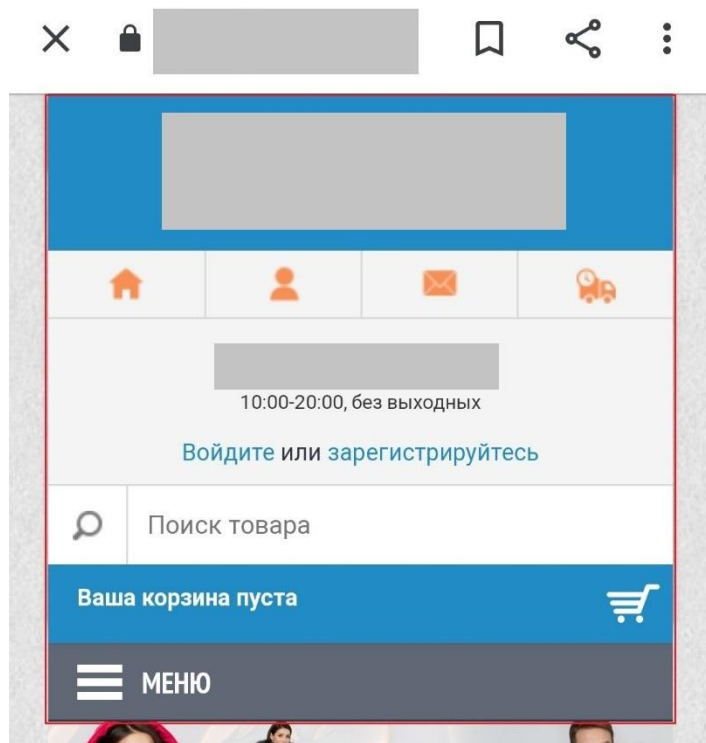 10:00-20:00, без выходных
Войдите или зарегистрируйтесь
Поиск товара
Ваша корзина пуста
МЕНЮ